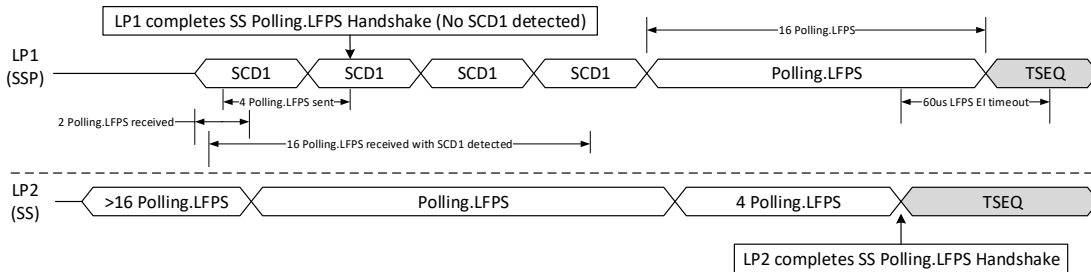 LP1 completes SS Polling.LFPS Handshake (No SCD1 detected)
16 Polling.LFPS
LP1
(SSP)
SCD1 SCD1 SCD1 SCD1 Polling.LFPS TSEQ
4 Polling.LFPS sent
60us LFPS EI timeout
2 Polling.LFPS received
16 Polling.LFPS received with SCD1 detected
LP2
(SS)
>16 Polling.LFPS Polling.LFPS 4 Polling.LFPS TSEQ
LP2 completes SS Polling.LFPS Handshake